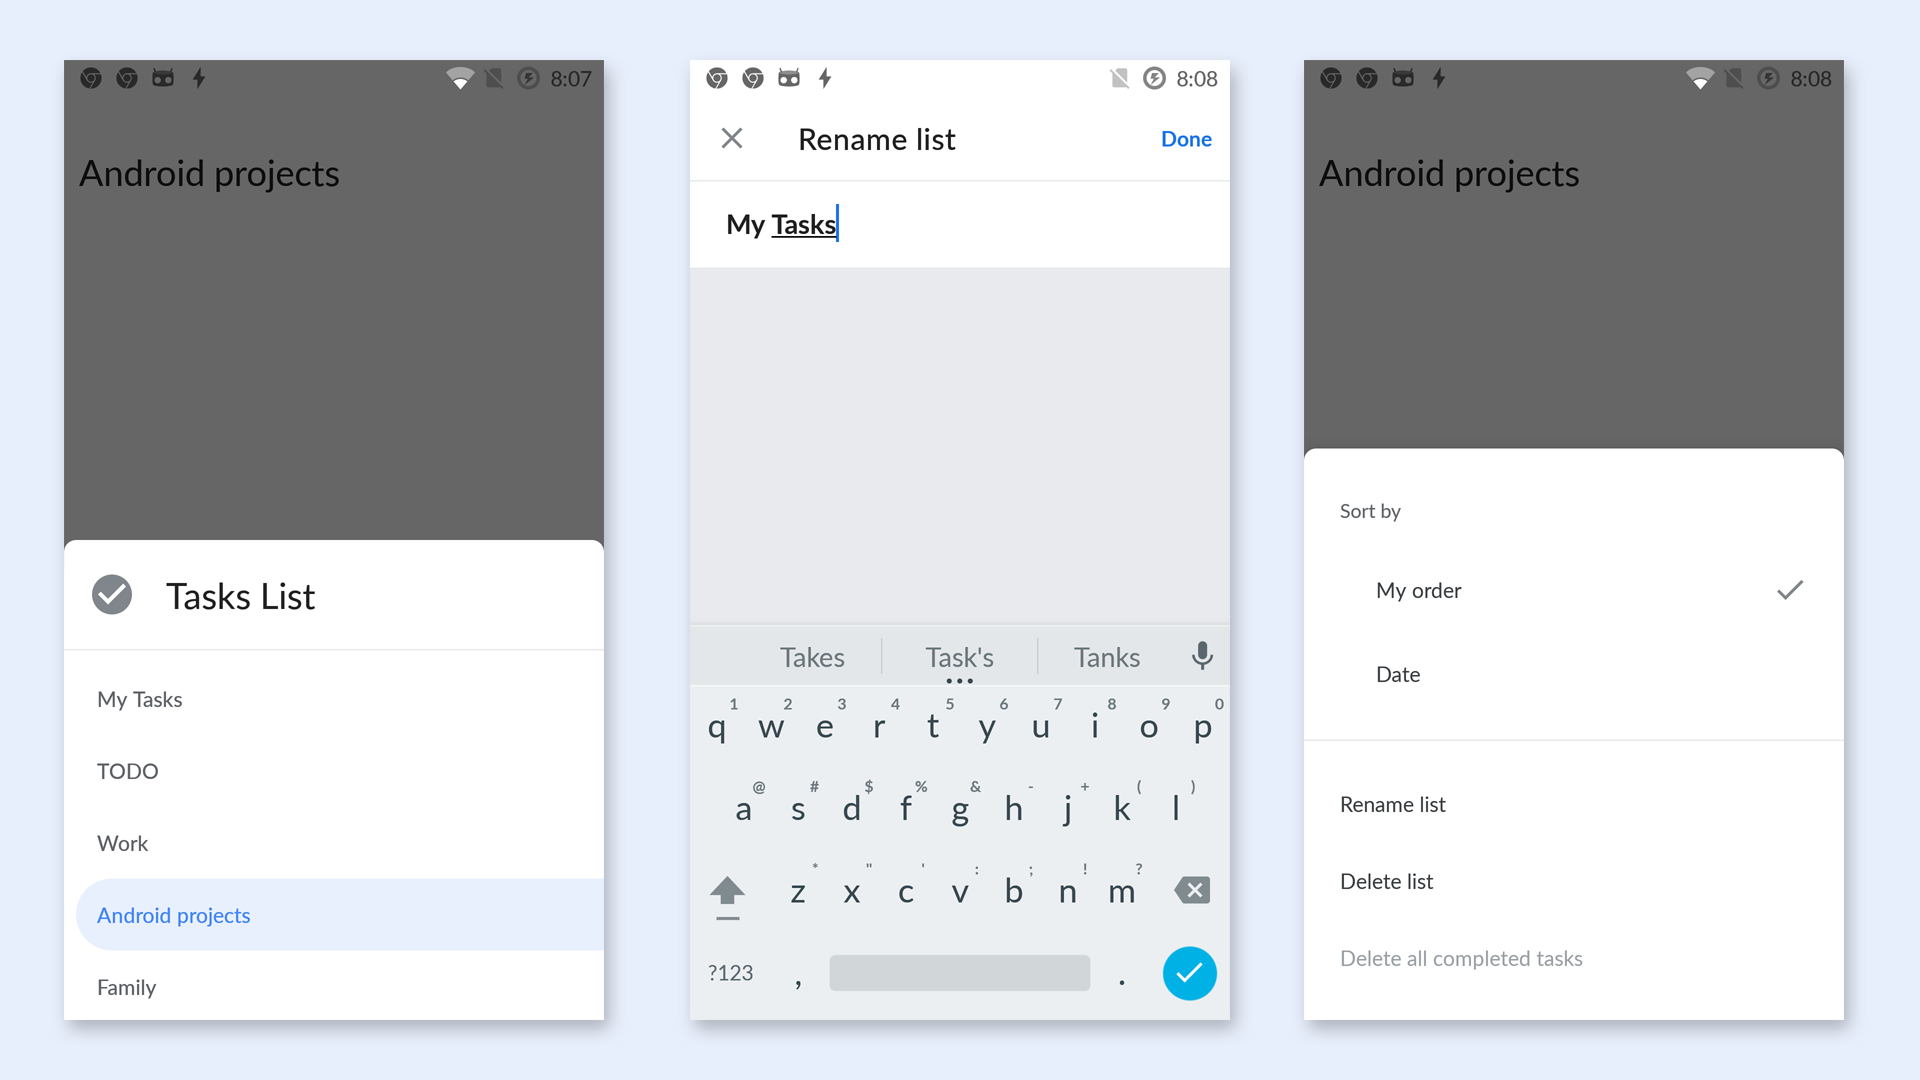 8:07
Android projects
Tasks List
My Tasks
TODO
Work
Android projects
Family
8:08
Rename list
Done
My Tasks
Takes Task's Tanks
1 2 3 4 5 6 7 8 9 0
q w e r t y u i o p
@ # $ % & - + ( )
a s d f g h j k l
* " ' : ; ! ?
z x c v b n m
?123 , .
8:08
Android projects
Sort by
My order
Date
Rename list
Delete list
Delete all completed tasks